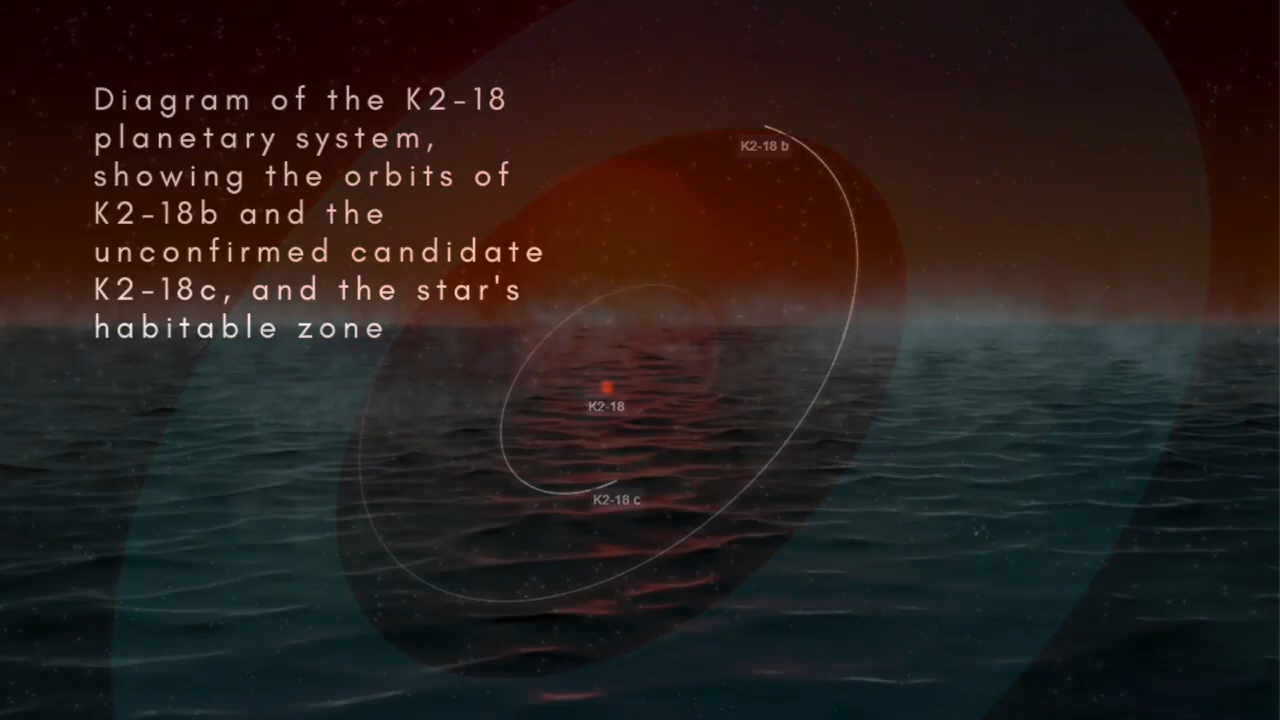 Diagram of the K2-18
planetary system,
showing the orbits of
K2-18b and the
unconfirmed candidate
K2-18c, and the star's
habitable zone
K2-18 b
K2-18
K2-18 c